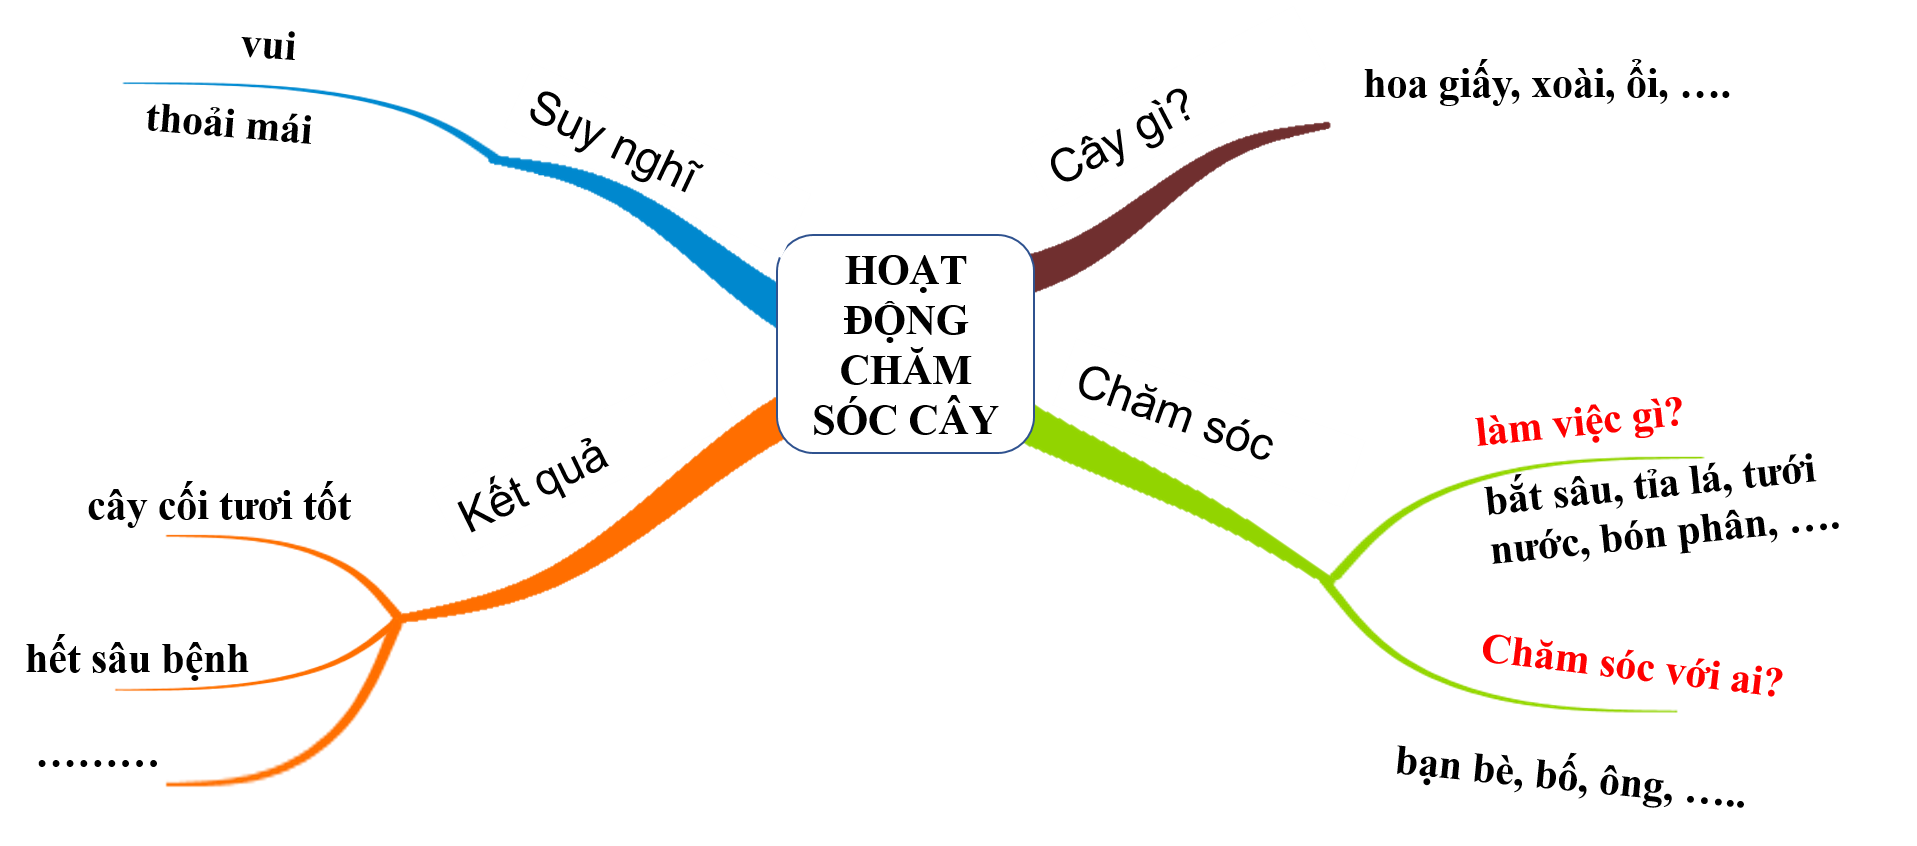 HOẠT
ĐỘNG
CHĂM
SÓC CÂY
Cây gì?
hoa giấy, xoài, ổi, ….
Chăm sóc
làm việc gì?
bắt sâu, tỉa lá, tưới
nước, bón phân, ….
Chăm sóc với ai?
bạn bè, bố, ông, …..
Kết quả
cây cối tươi tốt
hết sâu bệnh
………
Suy nghĩ
vui
thoải mái